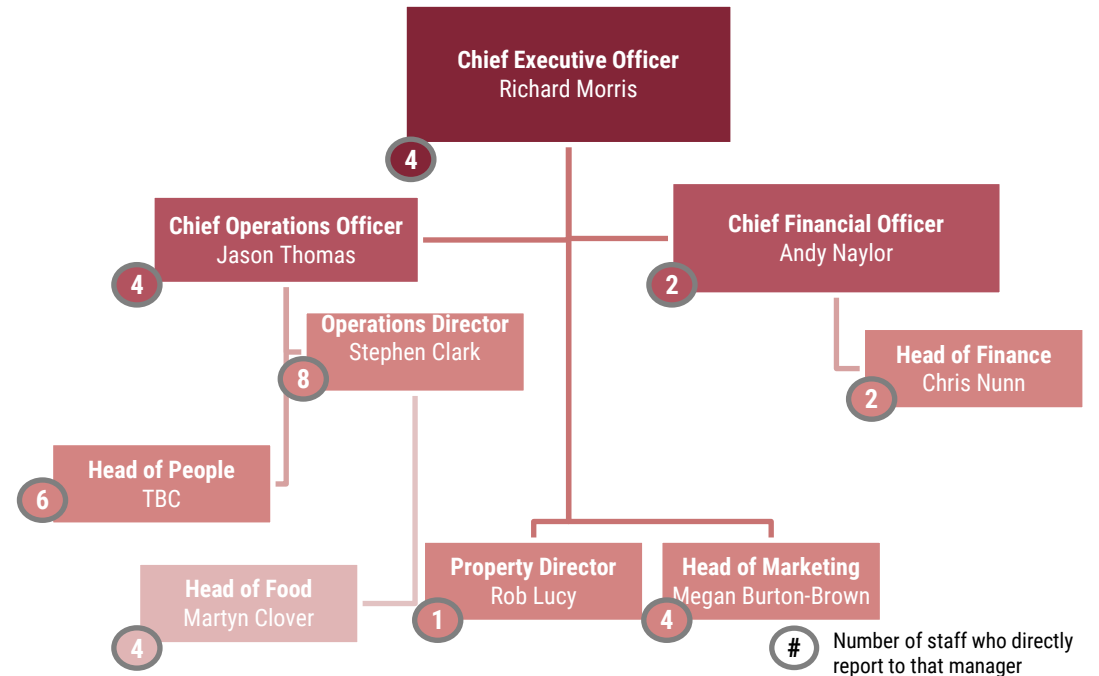 Chief Executive Officer
Richard Morris
4
Chief Operations Officer
Jason Thomas
4
Chief Financial Officer
Andy Naylor
2
Operations Director
Stephen Clark
8
Head of Finance
Chris Nunn
2
Head of People
TBC
6
Property Director
Rob Lucy
1
Head of Marketing
Megan Burton-Brown
4
Head of Food
Martyn Clover
4
# Number of staff who directly
report to that manager